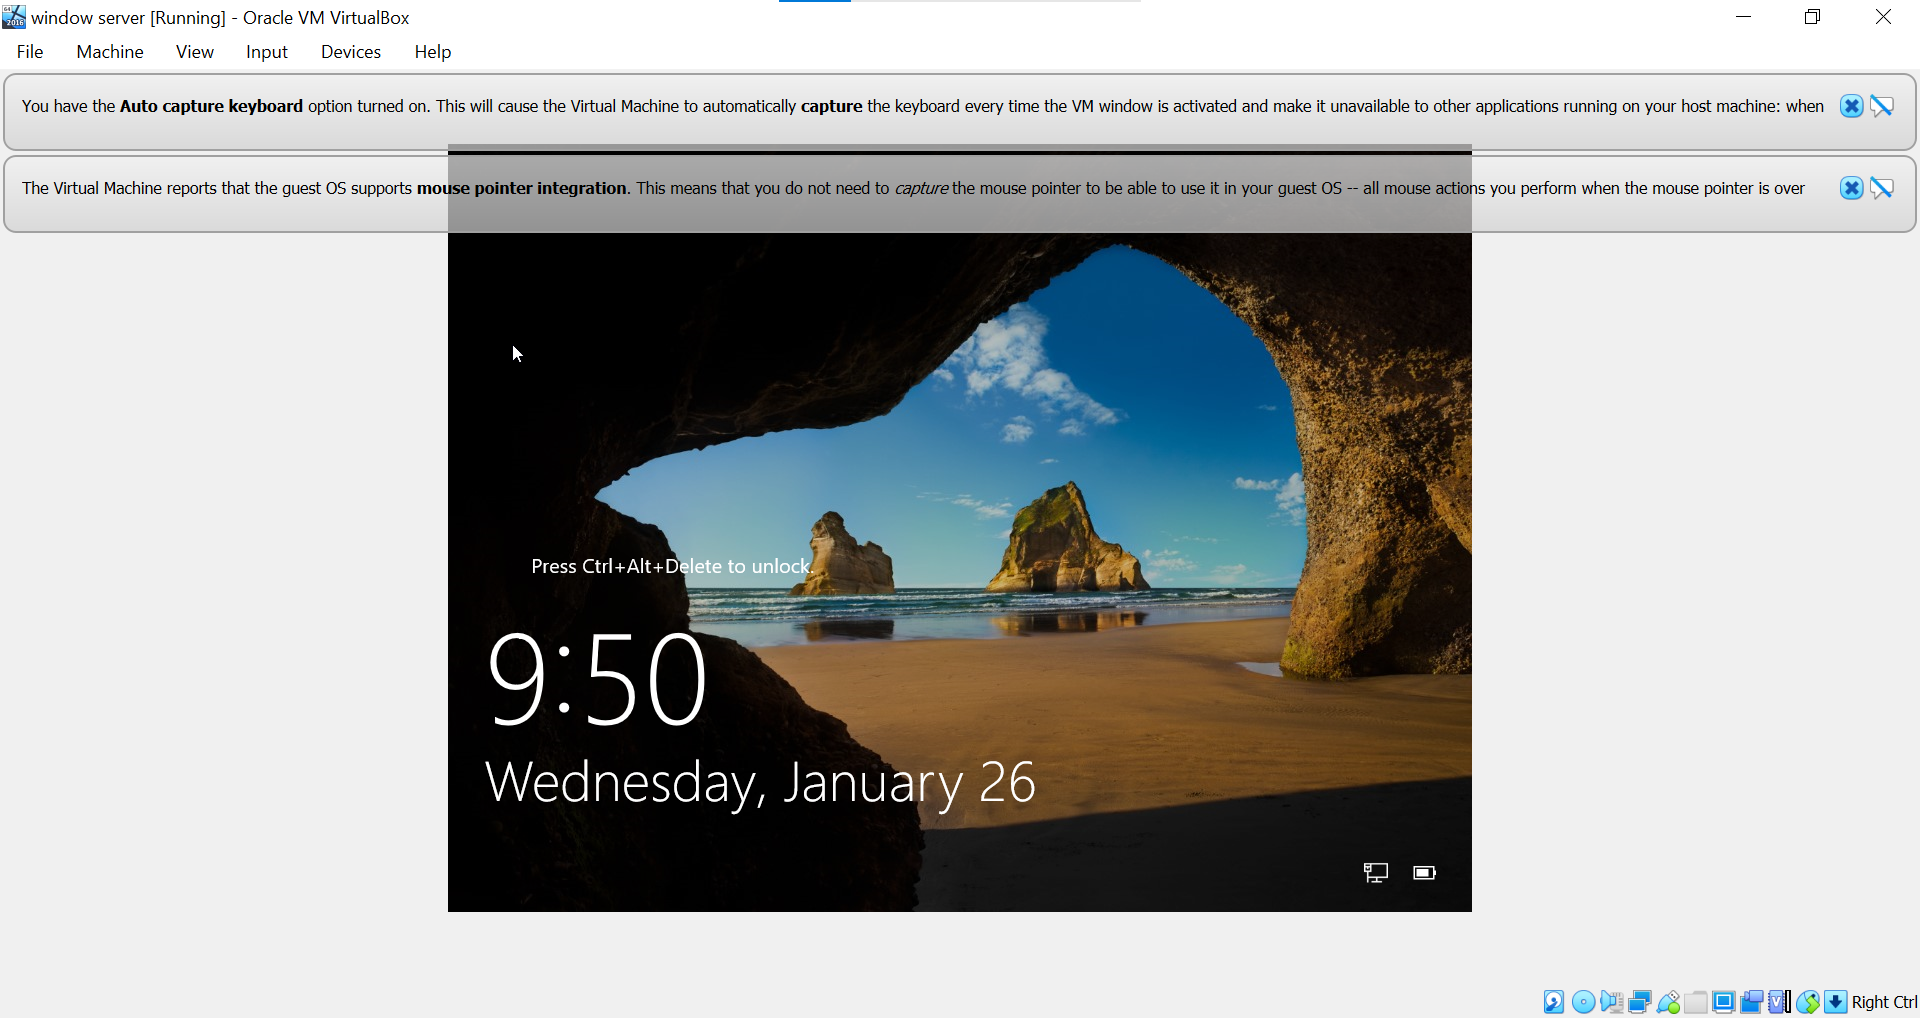 window server [Running] - Oracle VM VirtualBox
File Machine View Input Devices Help
You have the Auto capture keyboard option turned on. This will cause the Virtual Machine to automatically capture the keyboard every time the VM window is activated and make it unavailable to other applications running on your host machine: when
The Virtual Machine reports that the guest OS supports mouse pointer integration. This means that you do not need to capture the mouse pointer to be able to use it in your guest OS -- all mouse actions you perform when the mouse pointer is over
Press Ctrl+Alt+Delete to unlock.
9:50
Wednesday, January 26
Right Ctrl